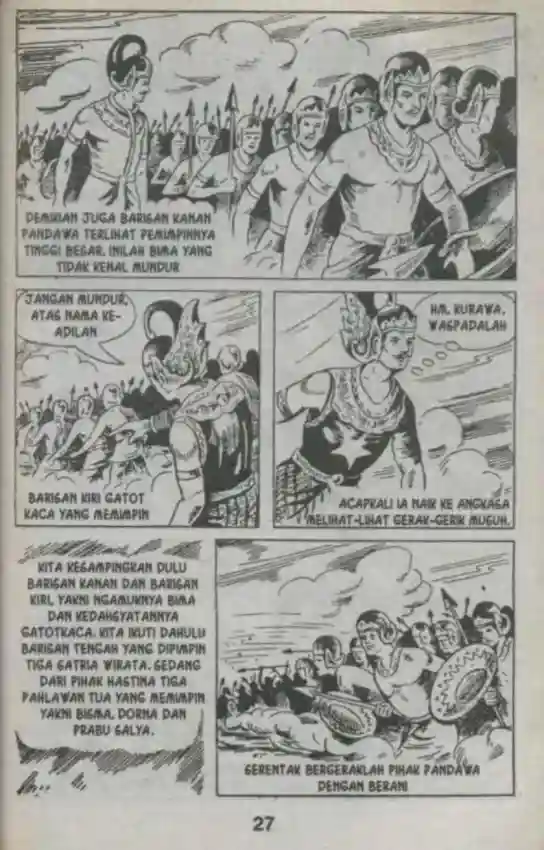 DEMIKIAN JUGA BARISAN KANAN
PANDAWA TERLIHAT PEMIMPINNYA
TINGGI BESAR. INILAH BIMA YANG
TIDAK KENAL MUNDUR
JANGAN MUNDUR,
ATAS NAMA KE-
ADILAN
BARISAN KIRI GATOT
KACA YANG MEMIMPIN
HM, KURAWA,
WASPADALAH
ACAPKALI IA NAIK KE ANGKASA
MELIHAT-LIHAT GERAK-GERIK MUSUH.
KITA KESAMPINGKAN DULU
BARISAN KANAN DAN BARISAN
KIRI, YAKNI NGAMUKNYA BIMA
DAN KEDAHSYATANNYA
GATOTKACA. KITA IKUTI DAHULU
BARISAN TENGAH YANG DIPIMPIN
TIGA SATRIA WIRATA. SEDANG
DARI PIHAK HASTINA TIGA
PAHLAWAN TUA YANG MEMIMPIN
YAKNI BISMA, DORNA DAN
PRABU SALYA.
SERENTAK BERGERAKLAH PIHAK PANDAWA
DENGAN BERANI
27